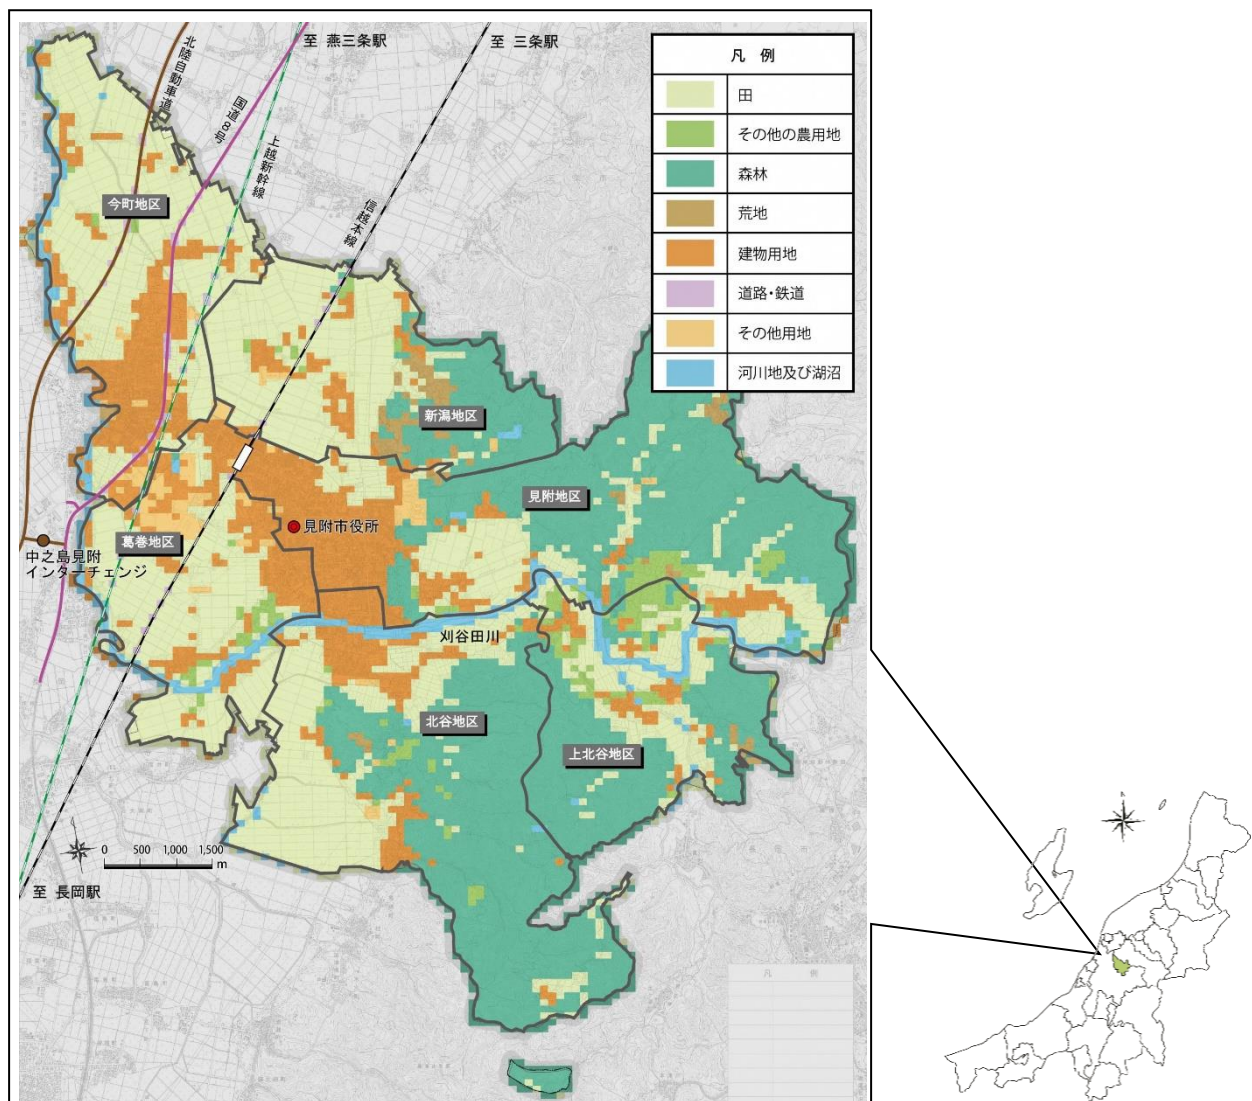 至 燕三条駅
至 三条駅
北陸自動車道
国道8号
上越新幹線
信越本線
凡 例
田
その他の農用地
森林
荒地
建物用地
道路・鉄道
その他用地
河川地及び湖沼
今町地区
新潟地区
見附地区
見附市役所
葛巻地区
中之島見附
インターチェンジ
刈谷田川
北谷地区
上北谷地区
0 500 1,000 1,500
m
至 長岡駅
凡 例